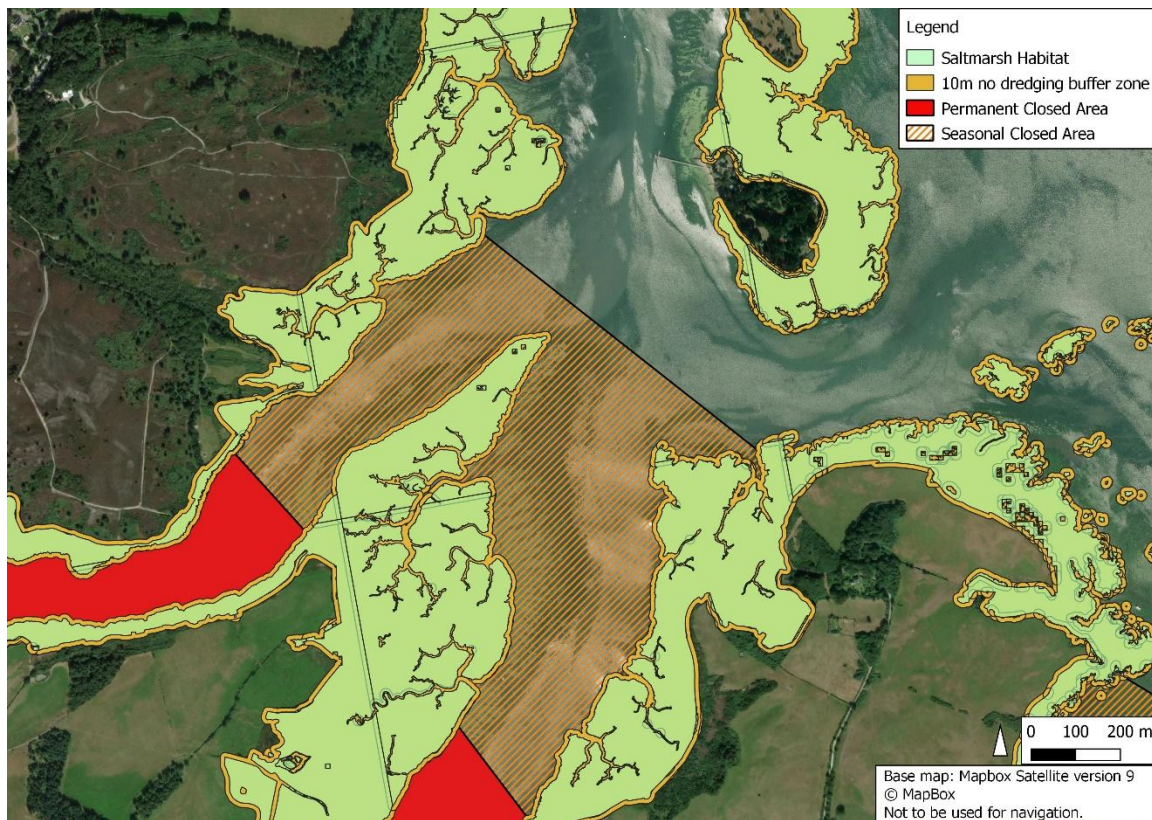 Legend
Saltmarsh Habitat
10m no dredging buffer zone
Permanent Closed Area
Seasonal Closed Area
0 100 200 m
Base map: Mapbox Satellite version 9
© MapBox
Not to be used for navigation.